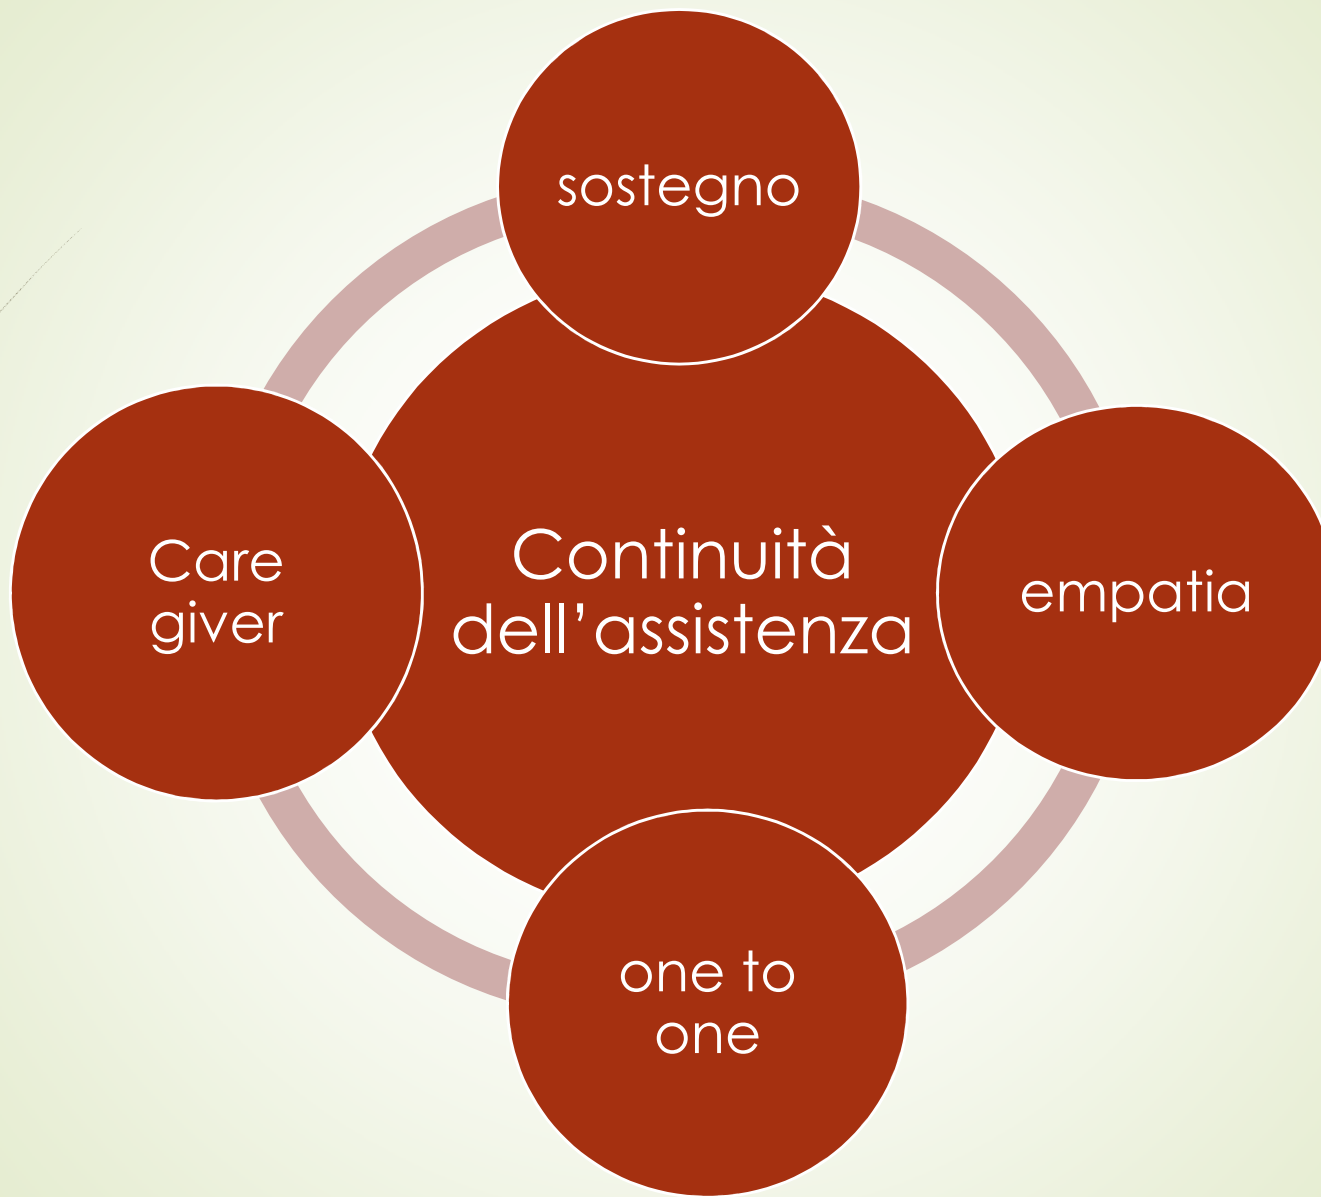 sostegno
Care
giver
Continuità
dell’assistenza
empatia
one to
one